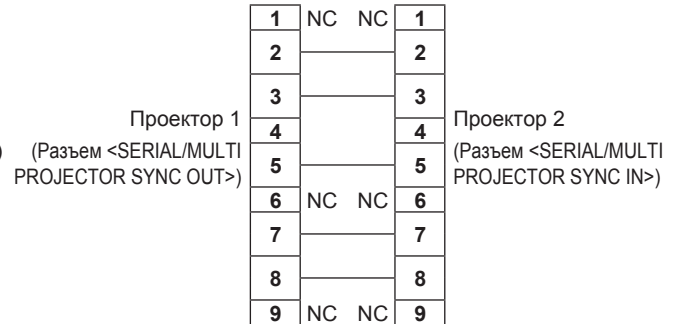 1 NC NC 1
2 2
3 3
Проектор 1
Проектор 2
4 4
) (Разъем <SERIAL/MULTI
(Разъем <SERIAL/MULTI
5 5
PROJECTOR SYNC OUT>)
PROJECTOR SYNC IN>)
6 NC NC 6
7 7
8 8
9 NC NC 9